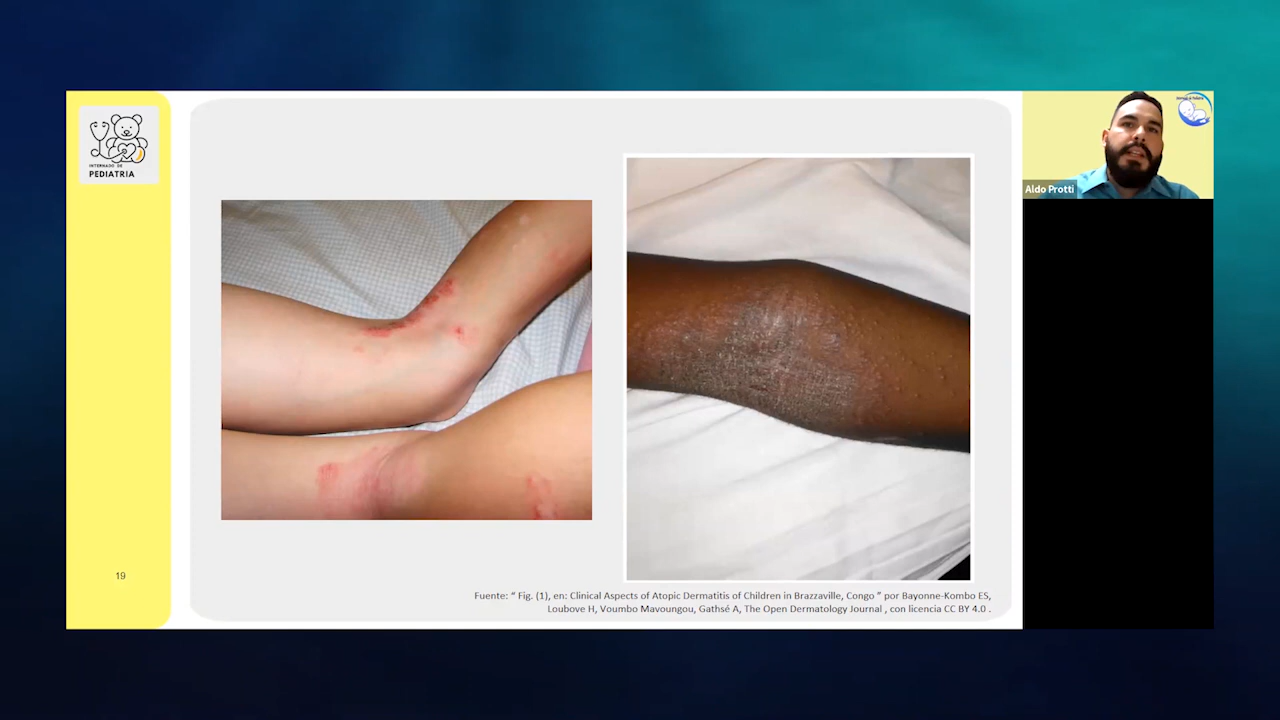 INTERNADO DE
PEDIATRIA
19
Fuente: “ Fig. (1), en: Clinical Aspects of Atopic Dermatitis of Children in Brazzaville, Congo ” por Bayonne-Kombo ES,
Loubove H, Voumbo Mavoungou, Gathsé A, The Open Dermatology Journal , con licencia CC BY 4.0 .
Aldo Protti